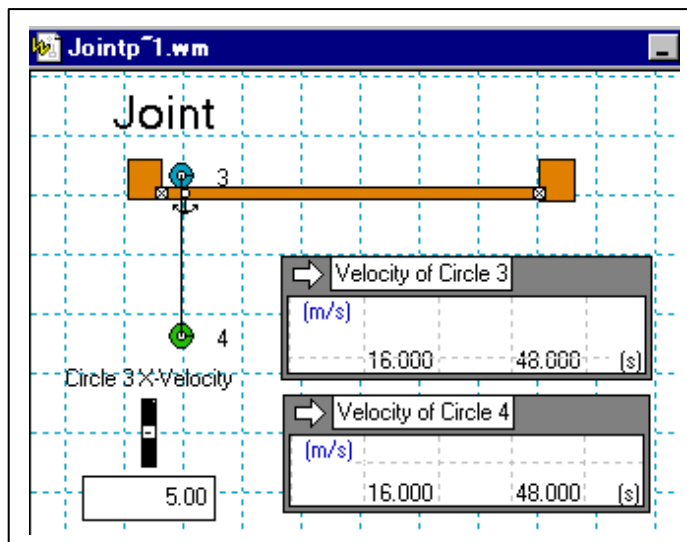 Jointp~1.wm
Joint
3
Velocity of Circle 3
(m/s)
16.000 48.000 (s)
4
Circle 3 X-Velocity
Velocity of Circle 4
(m/s)
16.000 48.000 (s)
5.00